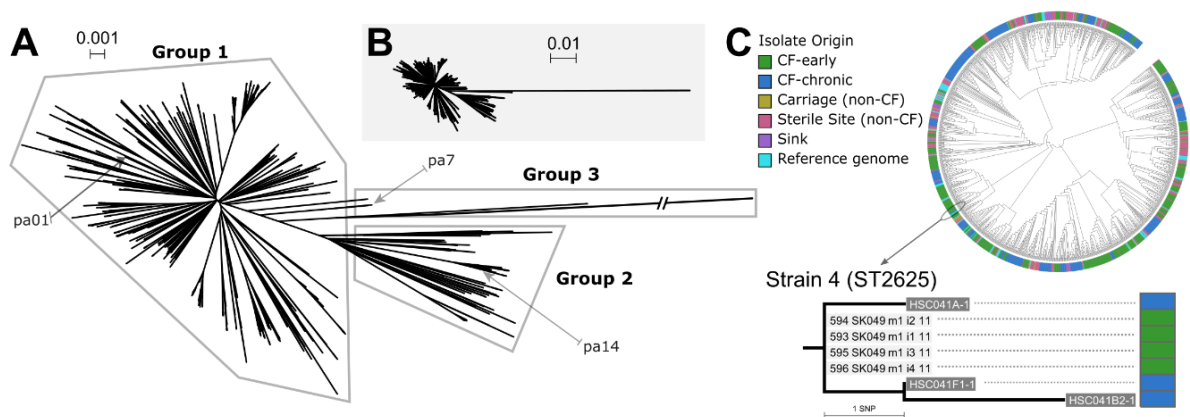 A
0.001
Group 1
pa01
pa7
Group 3
Group 2
pa14
B
0.01
C
Isolate Origin
CF-early
CF-chronic
Carriage (non-CF)
Sterile Site (non-CF)
Sink
Reference genome
Strain 4 (ST2625)
HSC041A-1
594 SK049 m1 i2 11
593 SK049 m1 i1 11
595 SK049 m1 i3 11
596 SK049 m1 i4 11
HSC041F1-1
HSC041B2-1
1 SNP